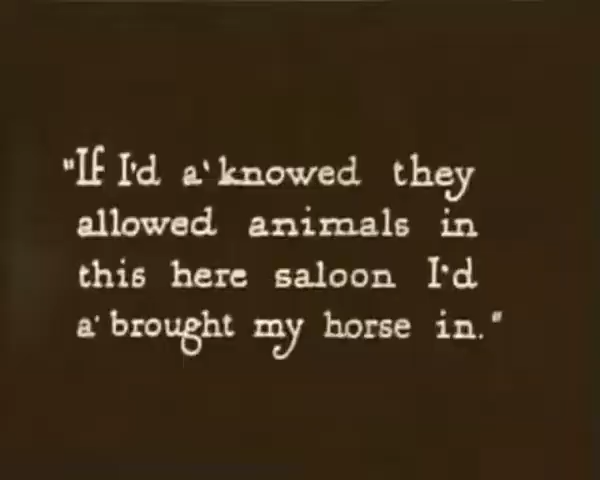 "If I'd a'knowed they
allowed animals in
this here saloon I'd
a'brought my horse in."